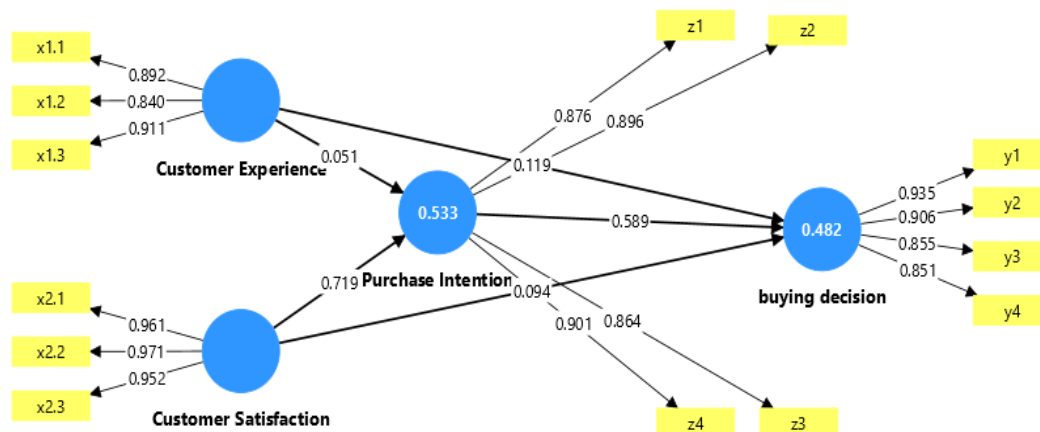 z1
z2
x1.1
0.892
x1.2
0.840
x1.3
0.911
Customer Experience
0.051
0.876
0.896
0.119
0.533
0.589
Purchase Intention
0.719
0.094
0.901
0.864
y1
0.935
y2
0.906
0.482
y3
0.855
0.851
buying decision
y4
x2.1
0.961
x2.2
0.971
x2.3
0.952
Customer Satisfaction
z4
z3